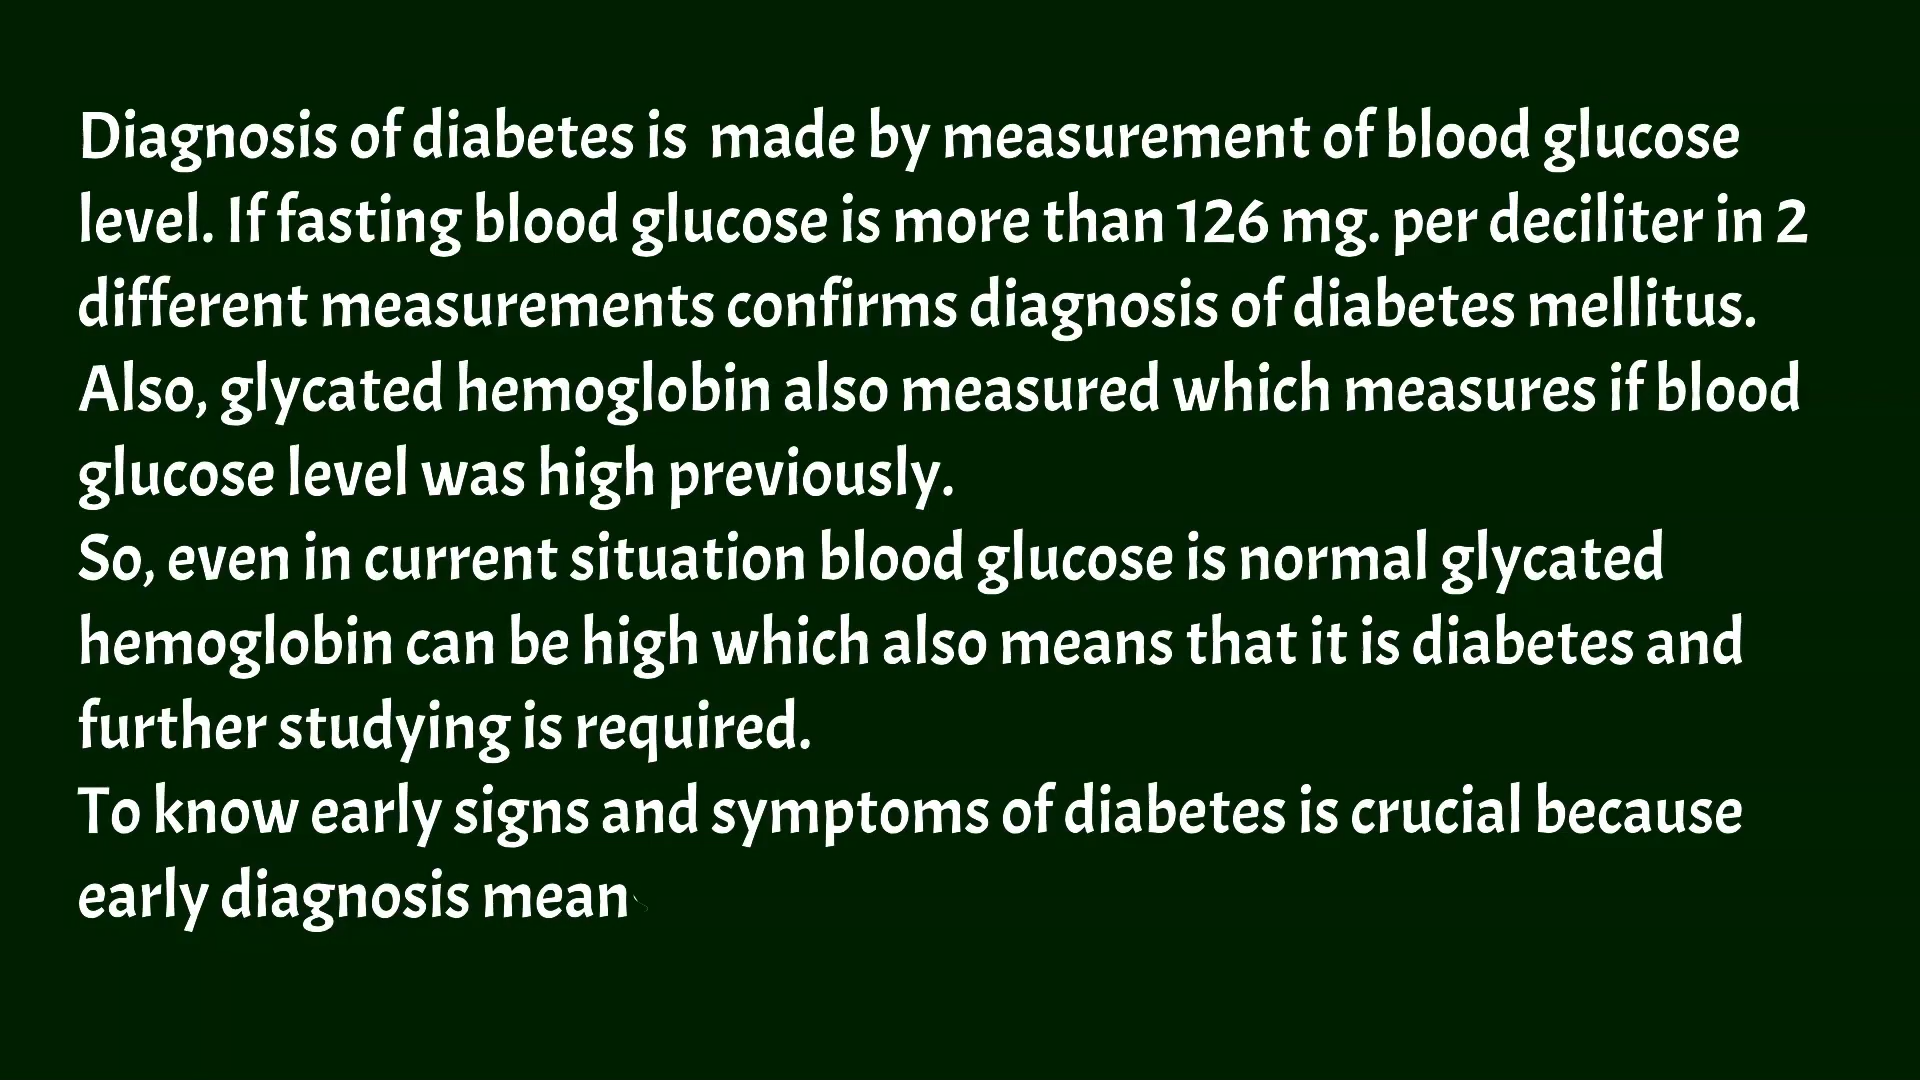 Diagnosis of diabetes is  made by measurement of blood glucose
level. If fasting blood glucose is more than 126 mg. per deciliter in 2
different measurements confirms diagnosis of diabetes mellitus.
Also, glycated hemoglobin also measured which measures if blood
glucose level was high previously.
So, even in current situation blood glucose is normal glycated
hemoglobin can be high which also means that it is diabetes and
further studying is required.
To know early signs and symptoms of diabetes is crucial because
early diagnosis mean